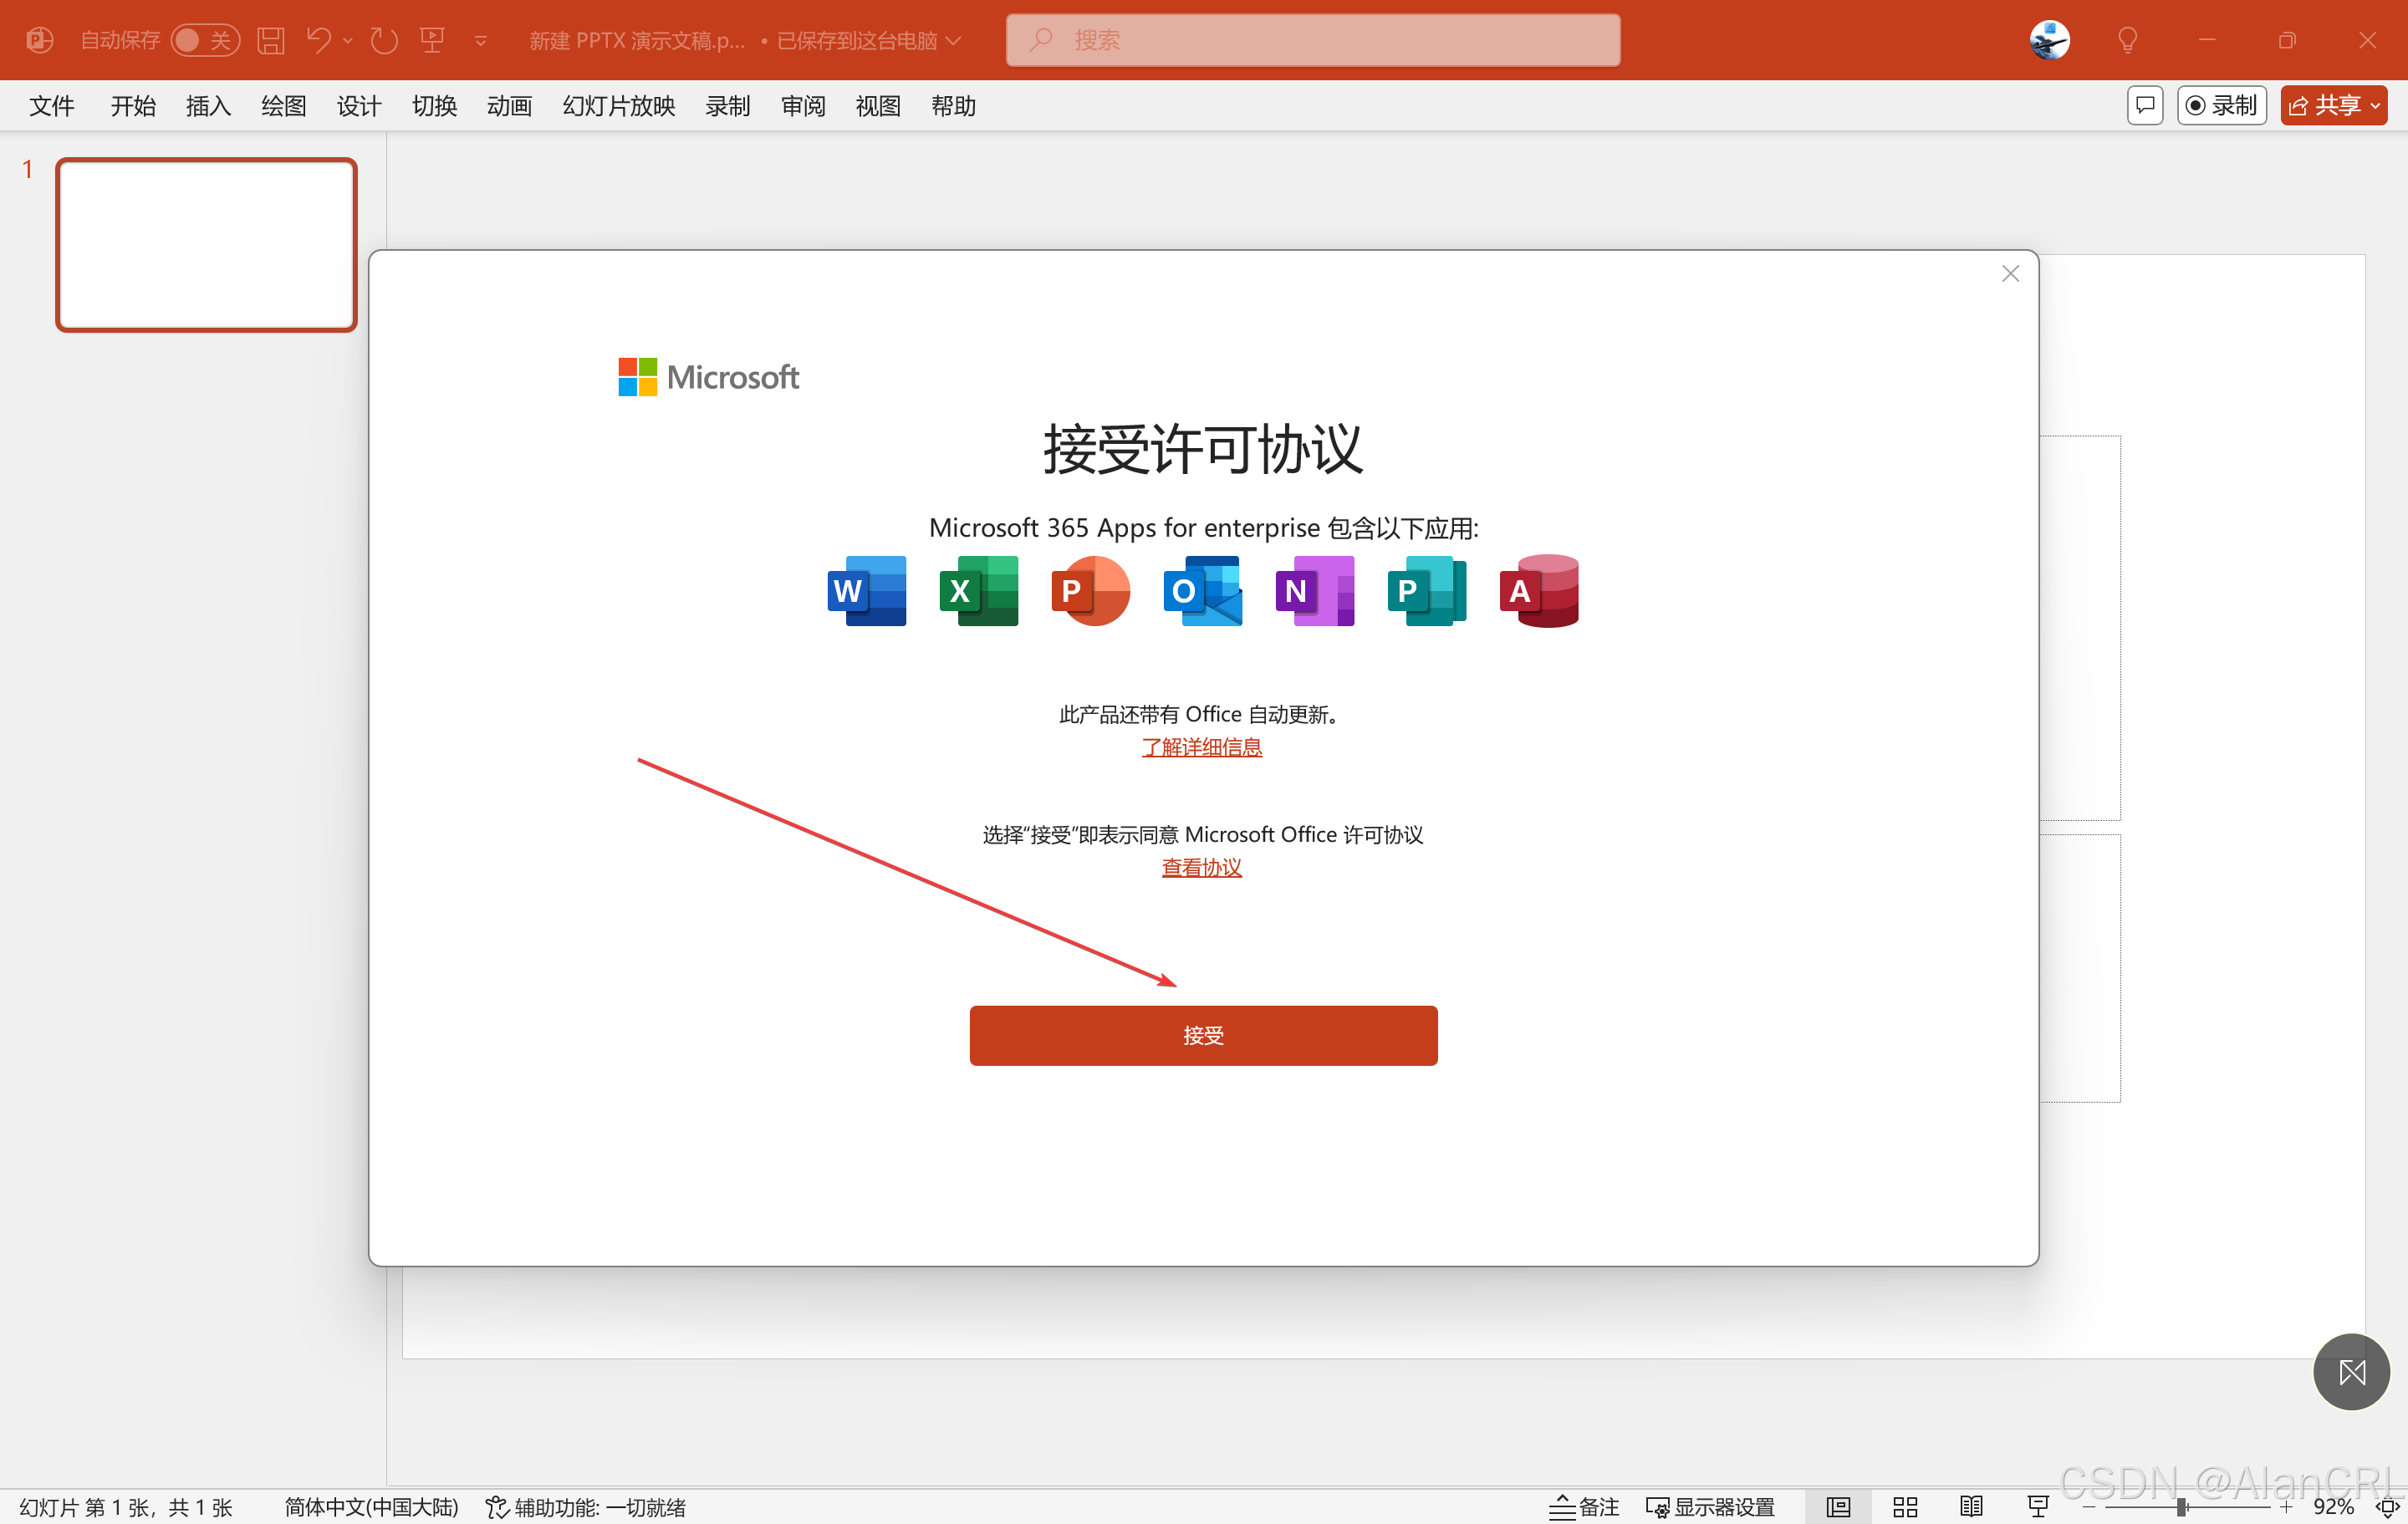 自动保存 关 新建 PPTX 演示文稿.p... • 已保存到这台电脑 搜索
文件 开始 插入 绘图 设计 切换 动画 幻灯片放映 录制 审阅 视图 帮助 录制 共享
1
Microsoft
接受许可协议
Microsoft 365 Apps for enterprise 包含以下应用:
W X P O N P A
此产品还带有 Office 自动更新。
了解详细信息
选择“接受”即表示同意 Microsoft Office 许可协议
查看协议
接受
CSDN @AlanCRL
幻灯片 第 1 张，共 1 张 简体中文(中国大陆) 辅助功能: 一切就绪 备注 显示器设置 92%